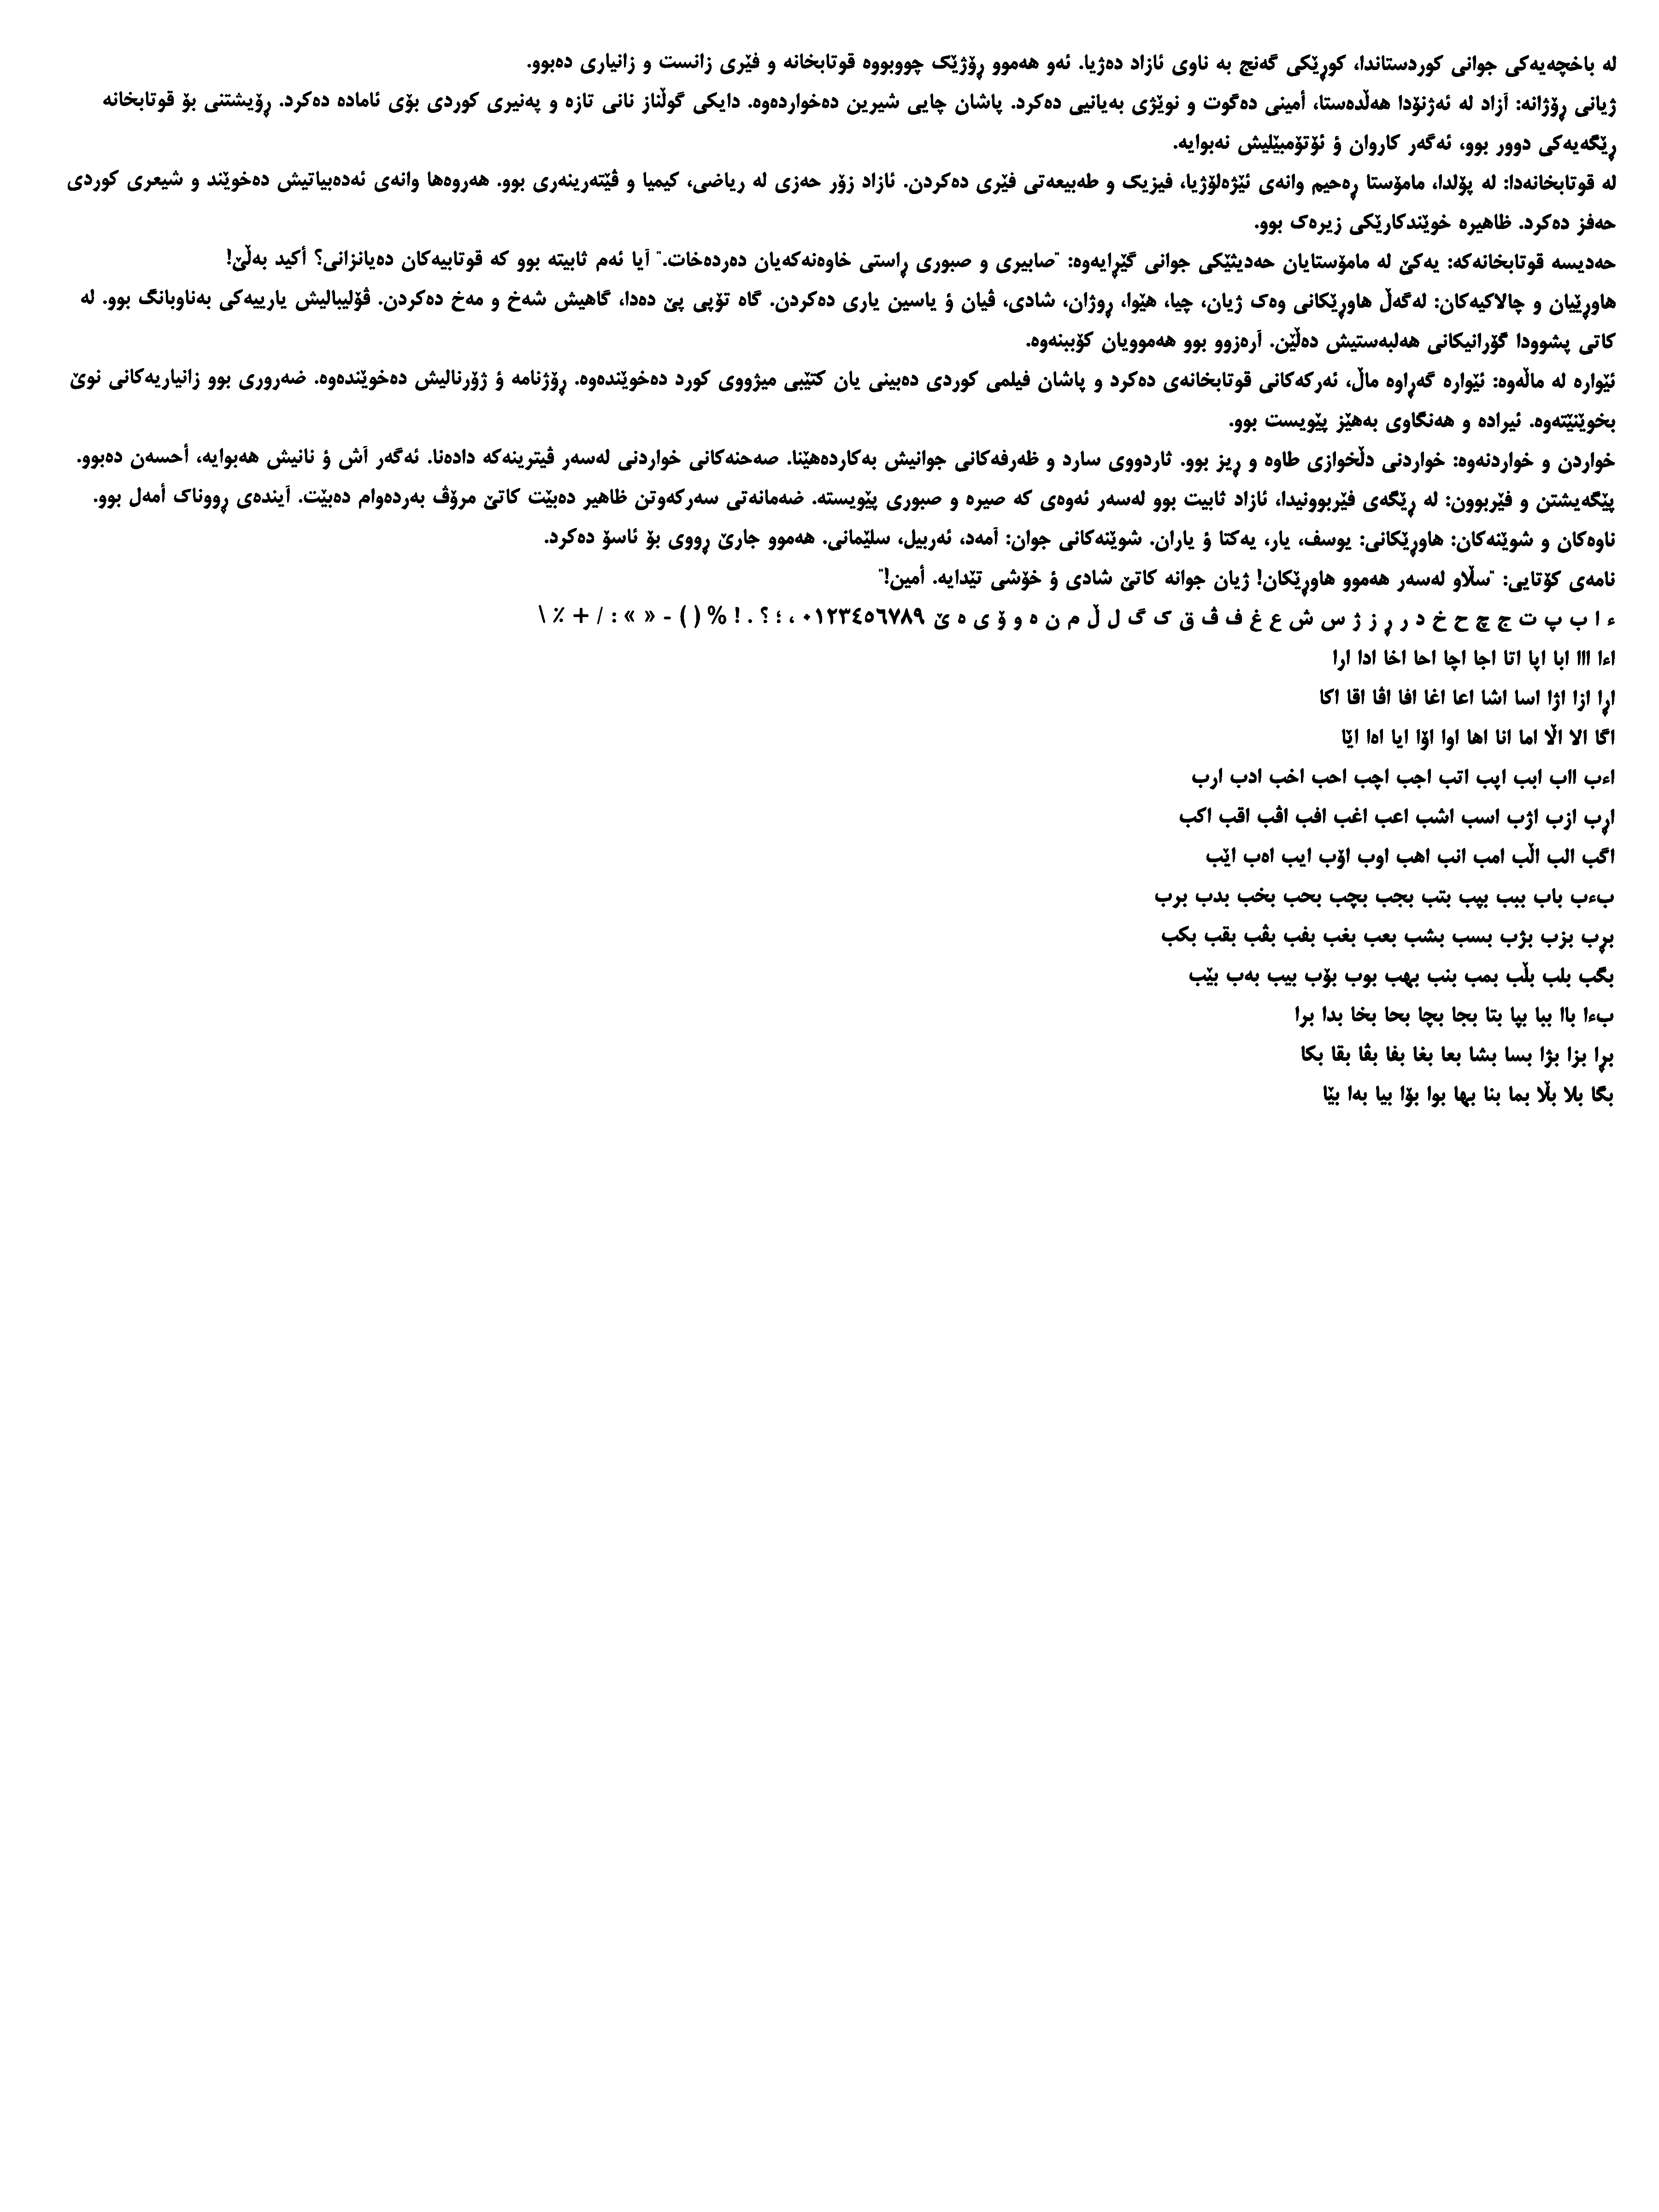 لە باخچەیەکی جوانی کوردستاندا، کوڕێکی گەنج بە ناوی ئازاد دەژیا. ئەو هەموو ڕۆژێک چووبووە قوتابخانە و فێری زانست و زانیاری دەبوو.
ژیانی ڕۆژانە: آزاد لە ئەژنۆدا هەڵدەستا، أمینی دەگوت و نوێژی بەیانیی دەکرد. پاشان چایی شیرین دەخواردەوە. دایکی گوڵناز نانی تازە و پەنیری کوردی بۆی ئامادە دەکرد. ڕۆیشتنی بۆ قوتابخانە
ڕێگەیەکی دوور بوو، ئەگەر کاروان ؤ ئۆتۆمبێلیش نەبوایە.
لە قوتابخانەدا: لە پۆلدا، مامۆستا ڕەحیم وانەی ئێژەلۆژیا، فیزیک و طەبیعەتی فێری دەکردن. ئازاد زۆر حەزی لە ریاضی، کیمیا و ڤێتەرینەری بوو. هەروەها وانەی ئەدەبیاتیش دەخوێند و شیعری کوردی
حەفز دەکرد. ظاهیرە خوێندکارێکی زیرەک بوو.
حەدیسە قوتابخانەکە: یەکێ لە مامۆستایان حەدیثێکی جوانی گێڕایەوە: "صابیری و صبوری ڕاستی خاوەنەکەیان دەردەخات." آیا ئەم ثابیتە بوو کە قوتابیەکان دەیانزانی؟ أکید بەڵێ!
هاوڕێیان و چالاکیەکان: لەگەڵ هاوڕێکانی وەک ژیان، چیا، هێوا، ڕوژان، شادی، ڤیان ؤ یاسین یاری دەکردن. گاە تۆپی پێ دەدا، گاهیش شەخ و مەخ دەکردن. ڤۆلیبالیش یارییەکی بەناوبانگ بوو. لە
کاتی پشوودا گۆرانیکانی هەلبەستیش دەڵێن. آرەزوو بوو هەموویان کۆببنەوە.
ئێوارە لە ماڵەوە: ئێوارە گەڕاوە ماڵ، ئەرکەکانی قوتابخانەی دەکرد و پاشان فیلمی کوردی دەبینی یان کتێبی میژووی کورد دەخوێندەوە. ڕۆژنامە ؤ ژۆرنالیش دەخوێندەوە. ضەروری بوو زانیاریەکانی نوێ
بخوێنێتەوە. ئیرادە و هەنگاوی بەهێز پێویست بوو.
خواردن و خواردنەوە: خواردنی دڵخوازی طاوە و ڕیز بوو. ثاردووی سارد و ظەرفەکانی جوانیش بەکاردەهێنا. صەحنەکانی خواردنی لەسەر ڤیترینەکە دادەنا. ئەگەر آش ؤ نانیش هەبوایە، أحسەن دەبوو.
پێگەیشتن و فێربوون: لە ڕێگەی فێربوونیدا، ئازاد ثابیت بوو لەسەر ئەوەی کە صیرە و صبوری پێویستە. ضەمانەتی سەرکەوتن ظاهیر دەبێت کاتێ مرۆڤ بەردەوام دەبێت. آیندەی ڕووناک أمەل بوو.
ناوەکان و شوێنەکان: هاوڕێکانی: یوسف، یار، یەکتا ؤ یاران. شوێنەکانی جوان: آمەد، ئەربیل، سلێمانی. هەموو جارێ ڕووی بۆ ئاسۆ دەکرد.
نامەی کۆتایی: "سڵاو لەسەر هەموو هاوڕێکان! ژیان جوانە کاتێ شادی ؤ خۆشی تێدایە. أمین!"
ء ا ب پ ت ج چ ح خ د ر ڕ ز ژ س ش ع غ ف ڤ ق ک گ ل ڵ م ن ه و ۆ ی ە ێ ٠١٢٣٤٥٦٧٨٩ ، ؛ ؟ . ! % ( ) - « » : / + ٪ \
اءا ااا ابا اپا اتا اجا اچا احا اخا ادا ارا
اڕا ازا اژا اسا اشا اعا اغا افا اڤا اقا اکا
اگا الا اڵا اما انا اها اوا اۆا ایا اەا اێا
اءب ااب ابب اپب اتب اجب اچب احب اخب ادب ارب
اڕب ازب اژب اسب اشب اعب اغب افب اڤب اقب اکب
اگب الب اڵب امب انب اهب اوب اۆب ایب اەب اێب
بءب باب ببب بپب بتب بجب بچب بحب بخب بدب برب
بڕب بزب بژب بسب بشب بعب بغب بفب بڤب بقب بکب
بگب بلب بڵب بمب بنب بهب بوب بۆب بیب بەب بێب
بءا باا ببا بپا بتا بجا بچا بحا بخا بدا برا
بڕا بزا بژا بسا بشا بعا بغا بفا بڤا بقا بکا
بگا بلا بڵا بما بنا بها بوا بۆا بیا بەا بێا